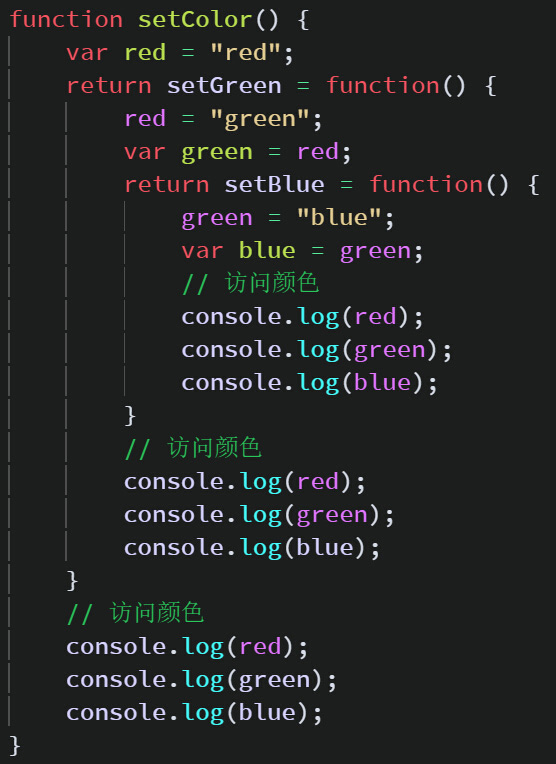 function setColor() {
    var red = "red";
    return setGreen = function() {
        red = "green";
        var green = red;
        return setBlue = function() {
            green = "blue";
            var blue = green;
            // 访问颜色
            console.log(red);
            console.log(green);
            console.log(blue);
        }
        // 访问颜色
        console.log(red);
        console.log(green);
        console.log(blue);
    }
    // 访问颜色
    console.log(red);
    console.log(green);
    console.log(blue);
}